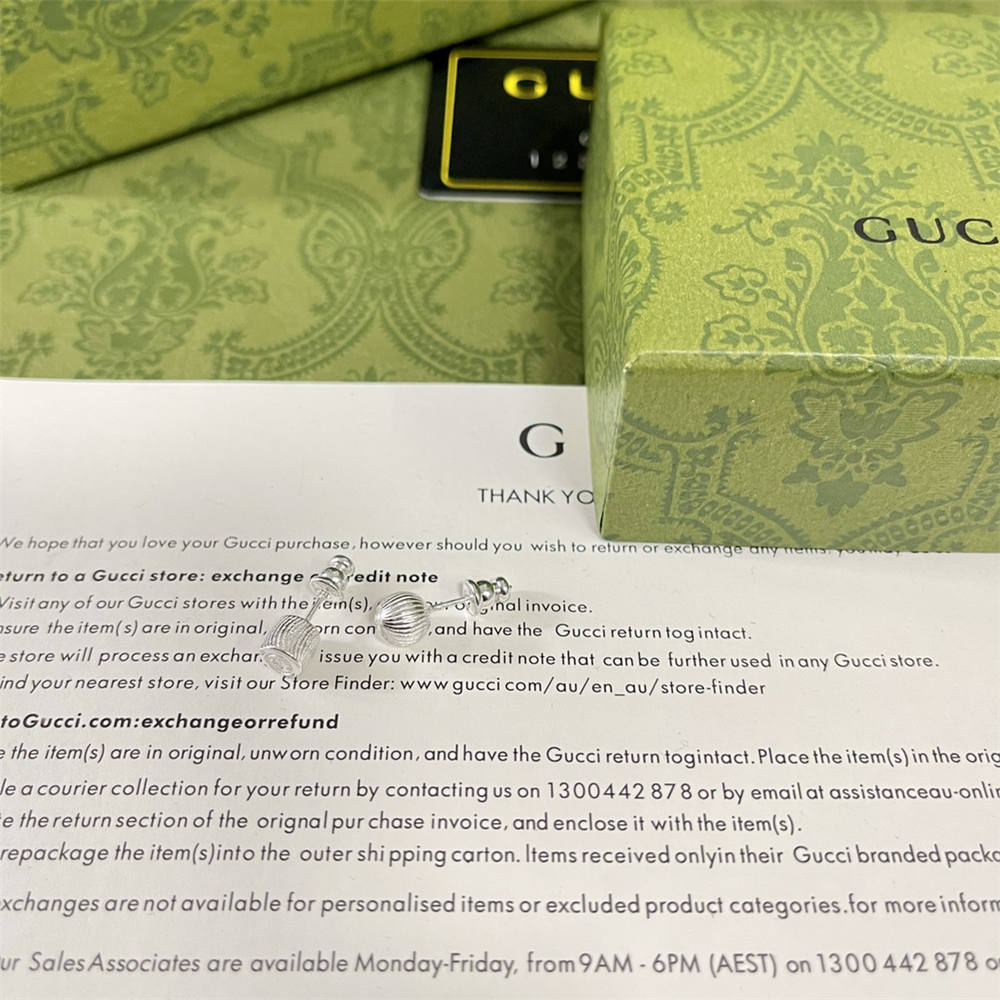 GU
GUC
G
THANK YO
We hope that you love your Gucci purchase, however should you wish to return or exchange any items, you
eturn to a Gucci store: exchange edit note
Visit any of our Gucci stores with the item(s), original invoice.
nsure the item(s) are in original, orn con ,and have the Gucci return tog intact.
e store will process an exchan issue you with a credit note that can be further used in any Gucci store.
ind your nearest store, visit our Store Finder: www gucci com/au/en_au/store-finder
toGucci.com:exchangeorrefund
e the item(s) are in original, unworn condition, and have the Gucci return togintact. Place the item(s) in the orig
le a courier collection for your return by contacting us on 1300 442 878 or by email at assistanceau-onlin
te the return section of the orignal pur chase invoice, and enclose it with the item(s).
repackage the item(s)into the outer shi pping carton. Items received onlyin their Gucci branded packa
xchanges are not available for personalised items or excluded product categories.for more inform
ur Sales Associates are available Monday-Friday, from 9AM - 6PM (AEST) on 1300 442 878 o